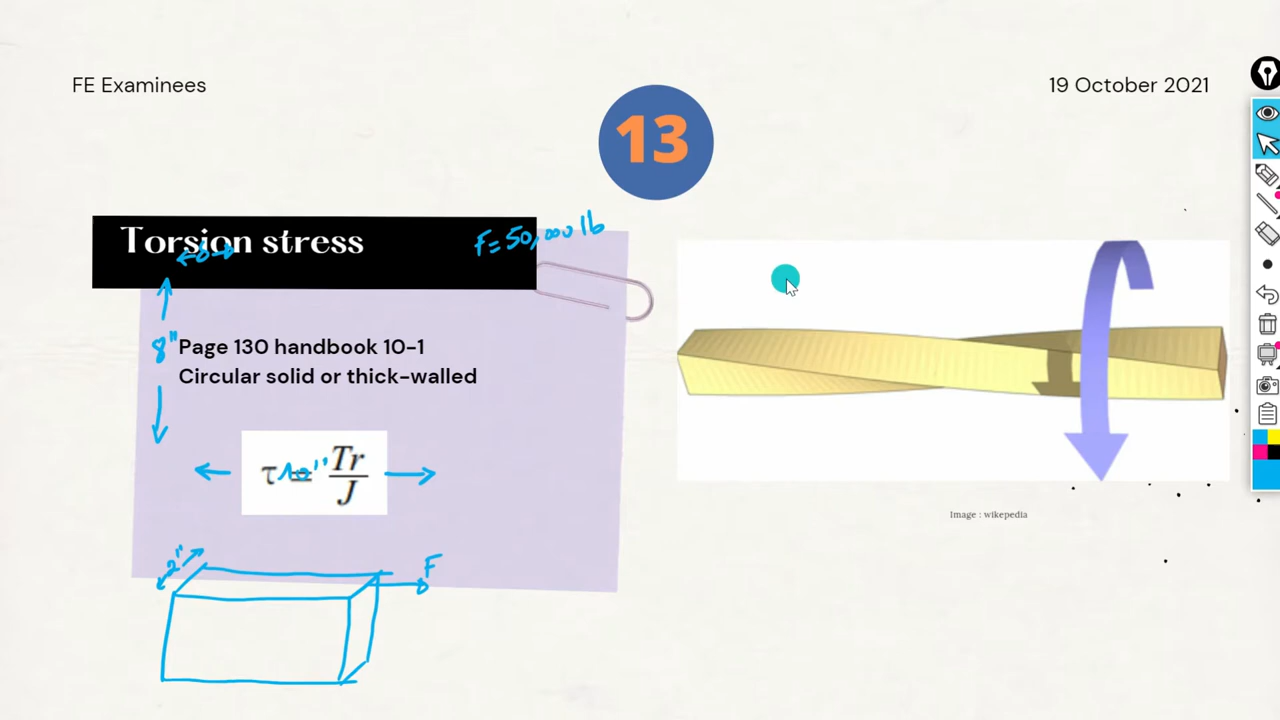 FE Examinees
19 October 2021
13
Torsion stress
δ
F = 50,000 lb
8"
Page 130 handbook 10-1
Circular solid or thick-walled
τ = Tr/J
10"
2"
F
Image : wikepedia